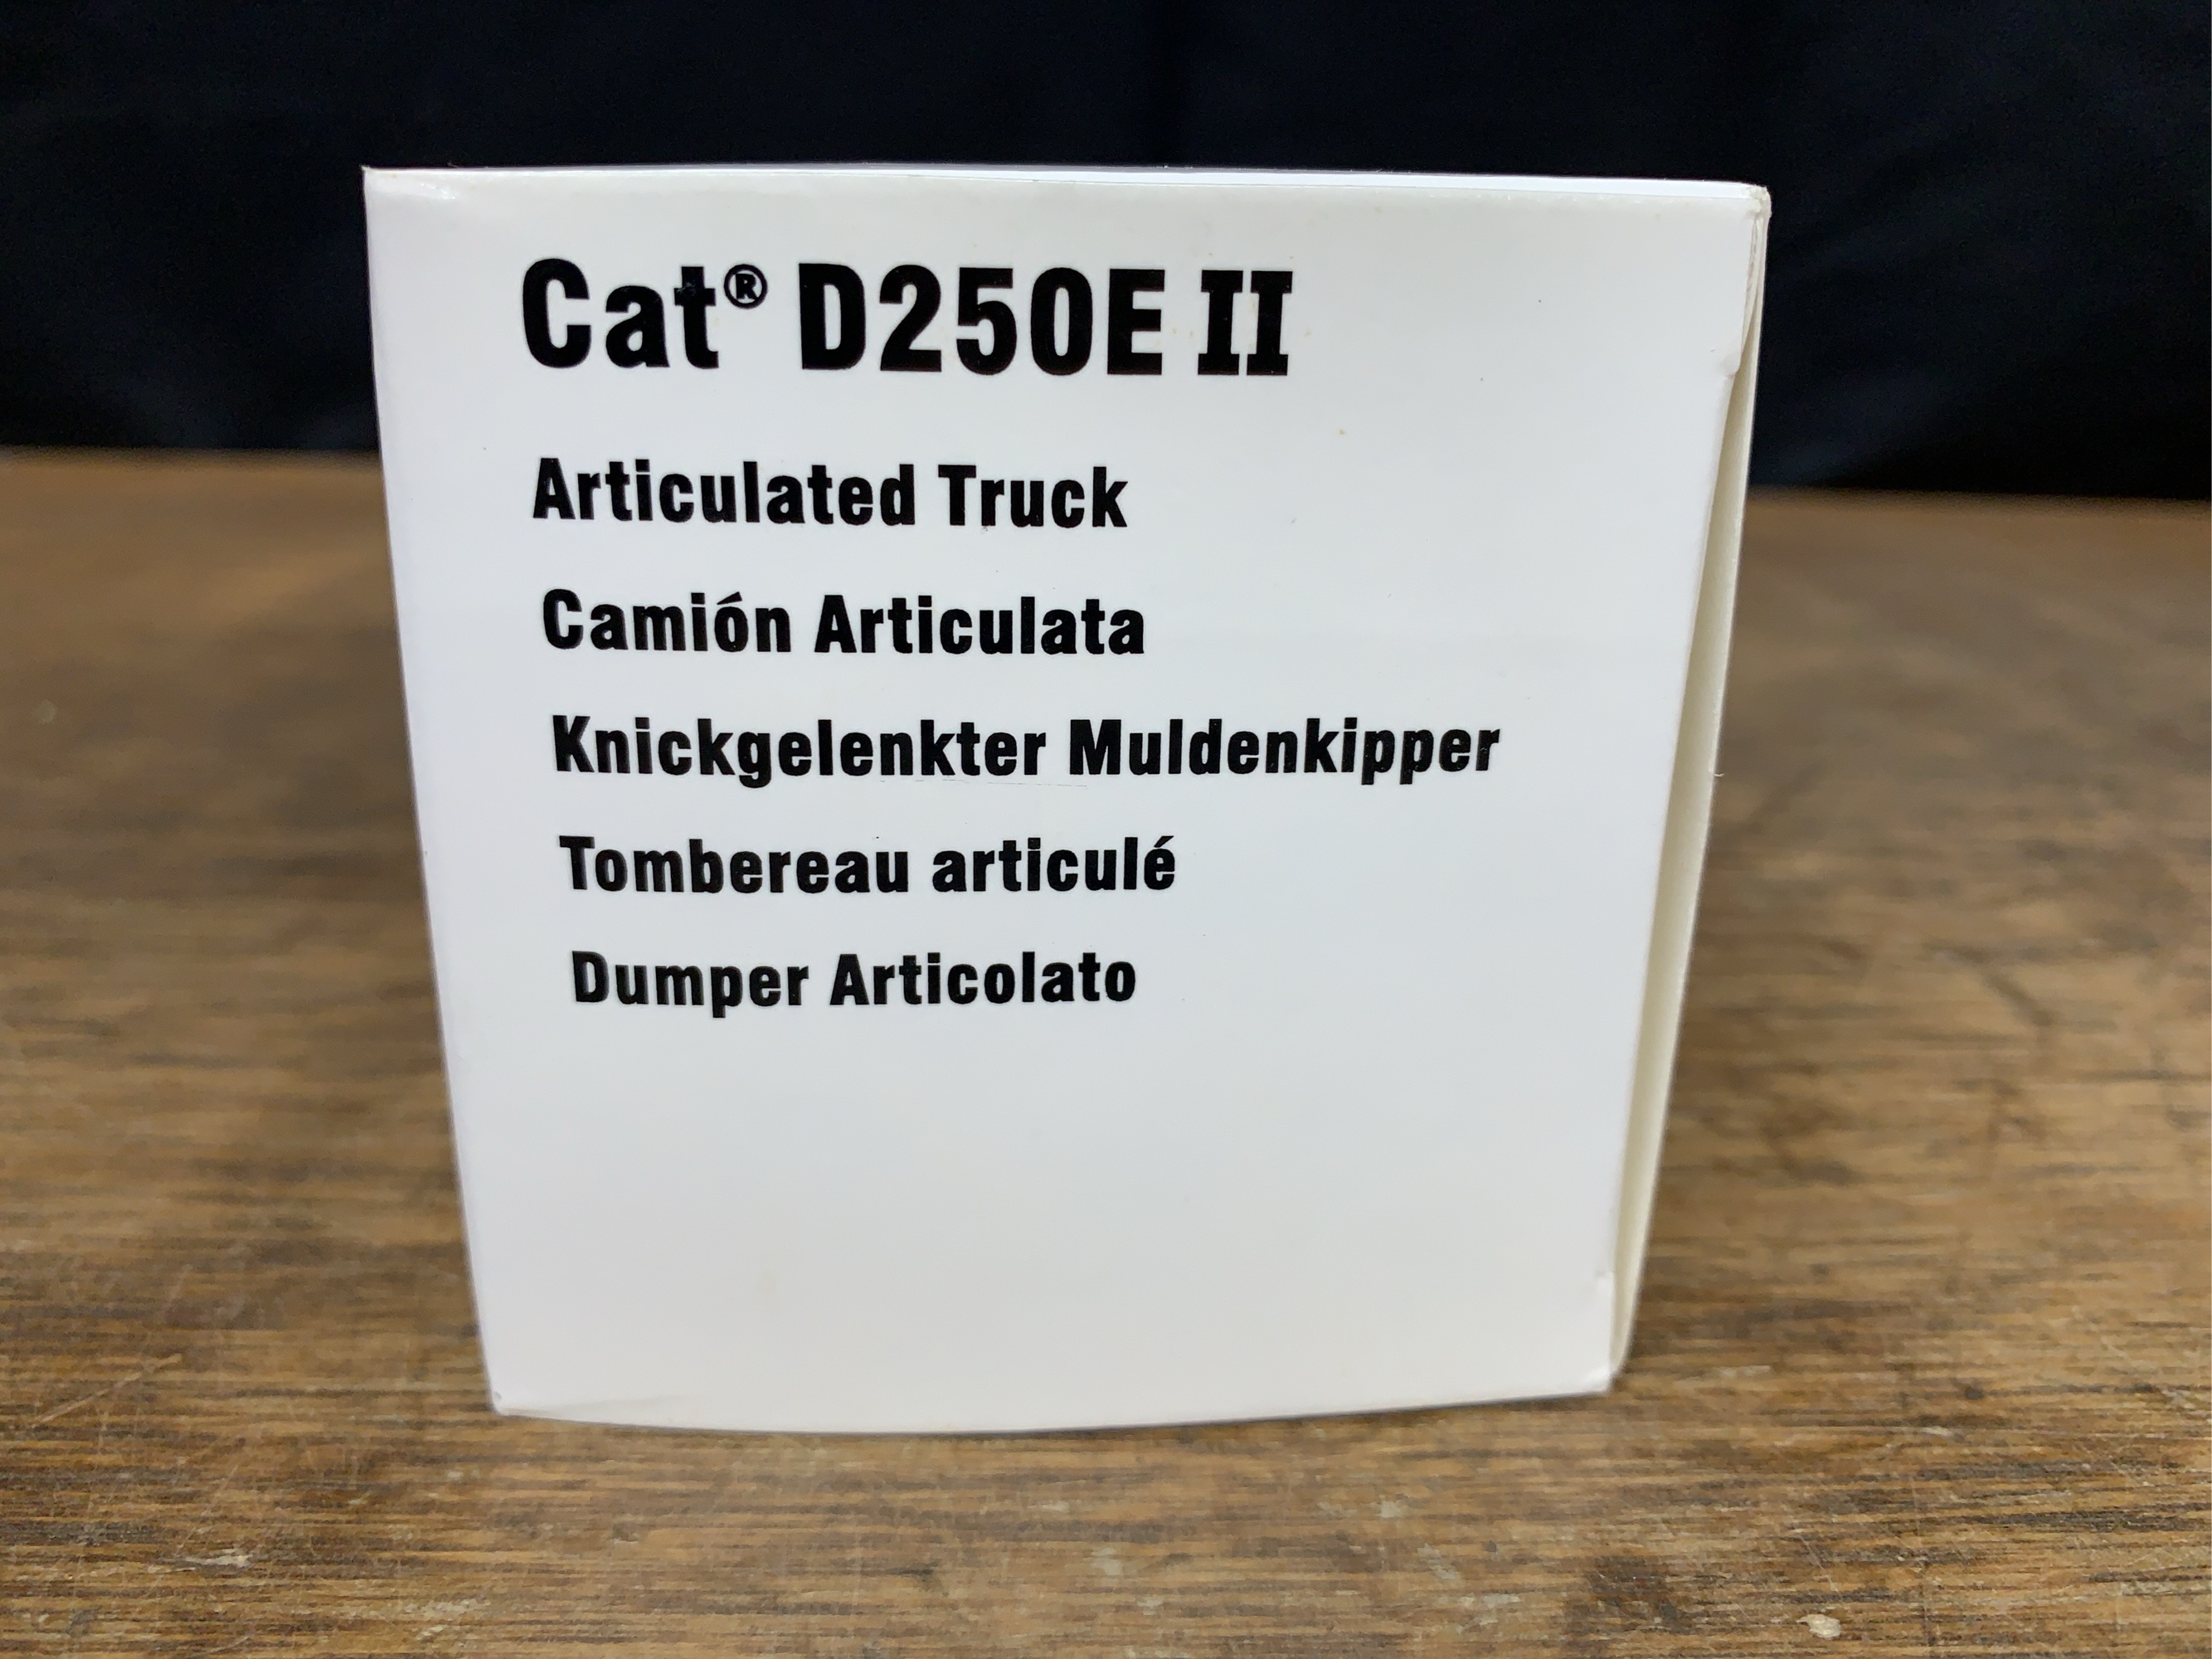 Cat® D250E II
Articulated Truck
Camión Articulata
Knickgelenkter Muldenkipper
Tombereau articulé
Dumper Articolato